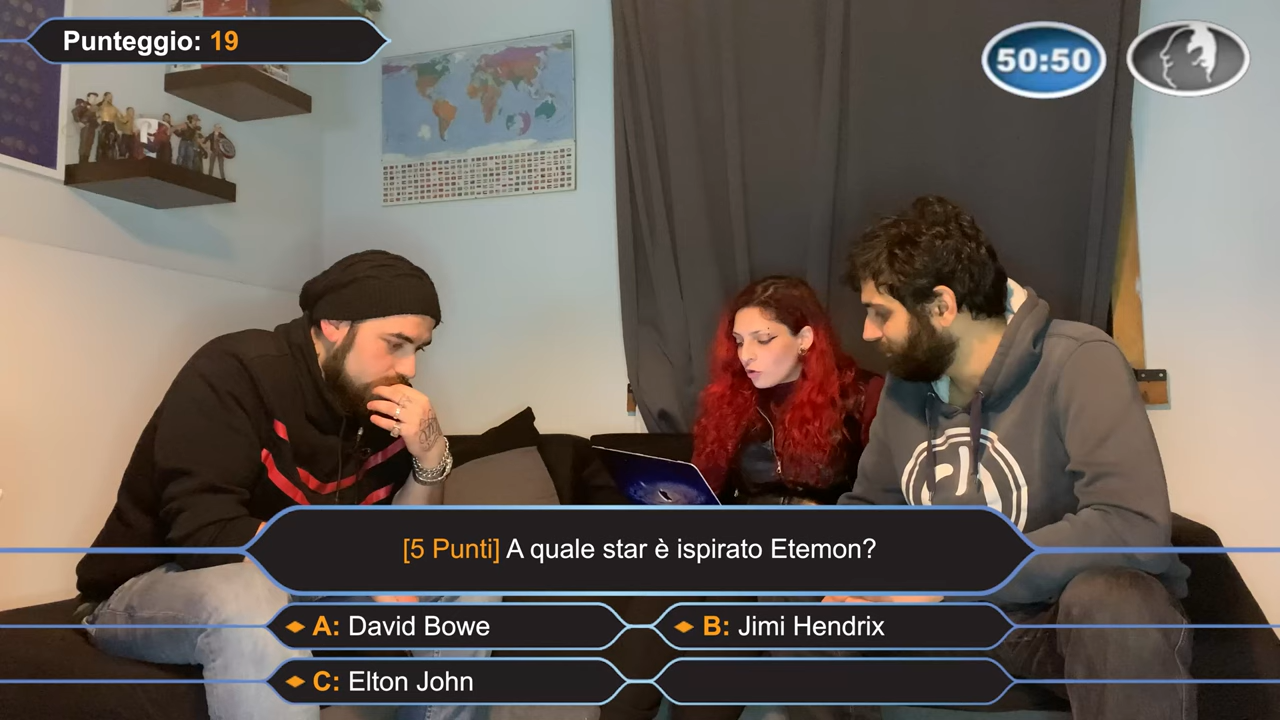 Punteggio: 19
50:50
[5 Punti] A quale star è ispirato Etemon?
A: David Bowe
B: Jimi Hendrix
C: Elton John